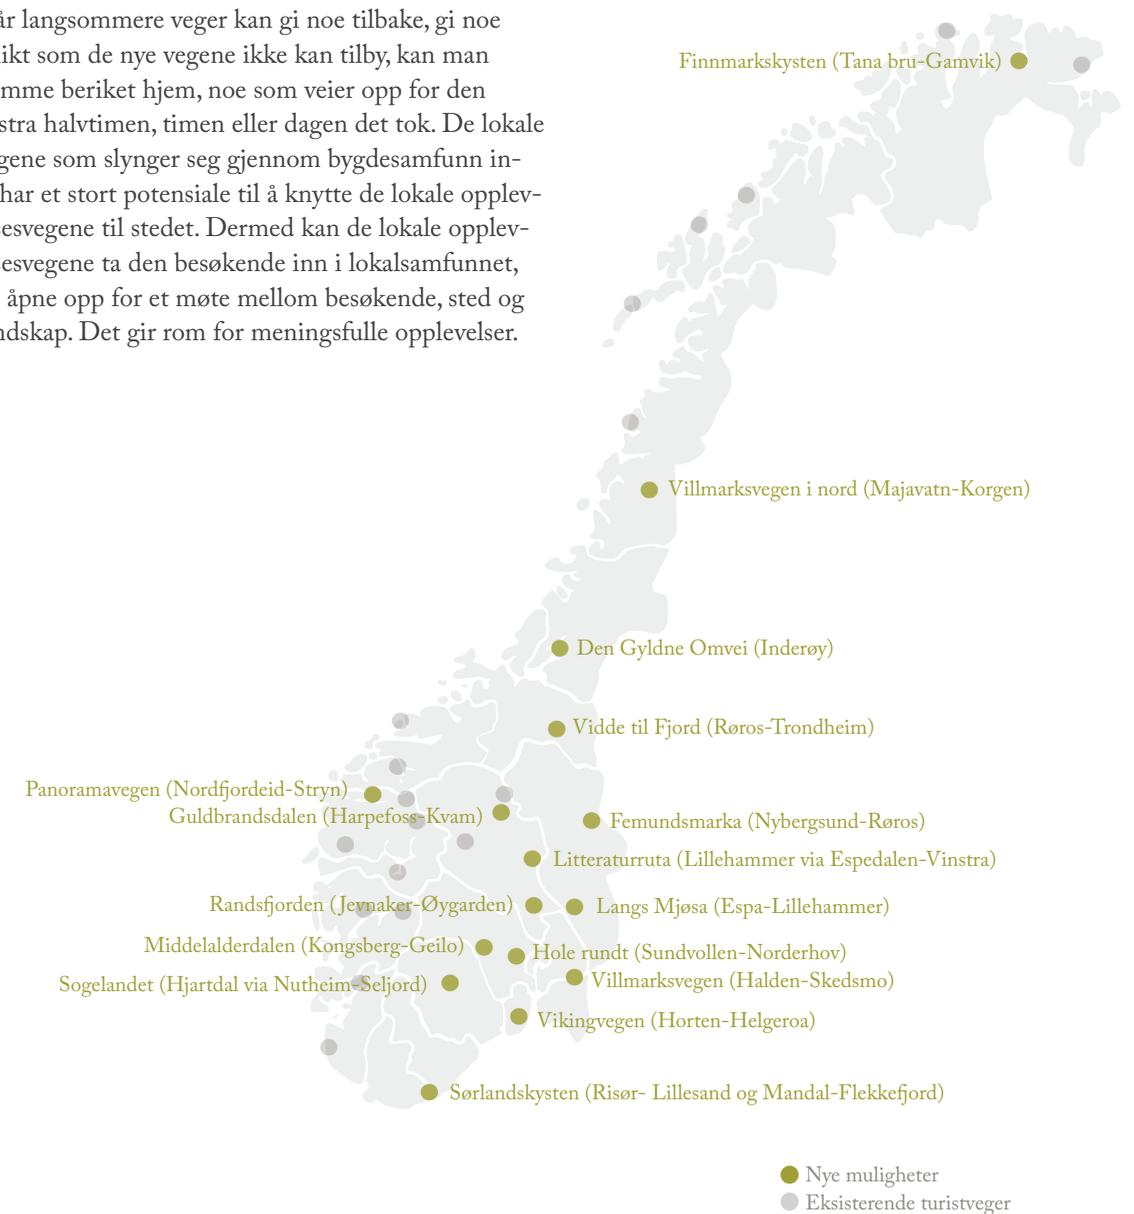 år langsommere veger kan gi noe tilbake, gi noe
ikt som de nye vegene ikke kan tilby, kan man
mme beriket hjem, noe som veier opp for den
stra halvtimen, timen eller dagen det tok. De lokale
gene som slynger seg gjennom bygdesamfunn in-
har et stort potensiale til å knytte de lokale opplev-
esvegene til stedet. Dermed kan de lokale opplev-
esvegene ta den besøkende inn i lokalsamfunnet,
åpne opp for et møte mellom besøkende, sted og
ndskap. Det gir rom for meningsfulle opplevelser.
Finnmarkskysten (Tana bru-Gamvik)
Villmarksvegen i nord (Majavatn-Korgen)
Den Gyldne Omvei (Inderøy)
Vidde til Fjord (Røros-Trondheim)
Panoramavegen (Nordfjordeid-Stryn)
Guldbrandsdalen (Harpefoss-Kvam)
Femundsmarka (Nybergsund-Røros)
Litteraturruta (Lillehammer via Espedalen-Vinstra)
Randsfjorden (Jevnaker-Øygarden)
Langs Mjøsa (Espa-Lillehammer)
Middelalderdalen (Kongsberg-Geilo)
Hole rundt (Sundvollen-Norderhov)
Sogelandet (Hjartdal via Nutheim-Seljord)
Villmarksvegen (Halden-Skedsmo)
Vikingvegen (Horten-Helgeroa)
Sørlandskysten (Risør- Lillesand og Mandal-Flekkefjord)
Nye muligheter
Eksisterende turistveger